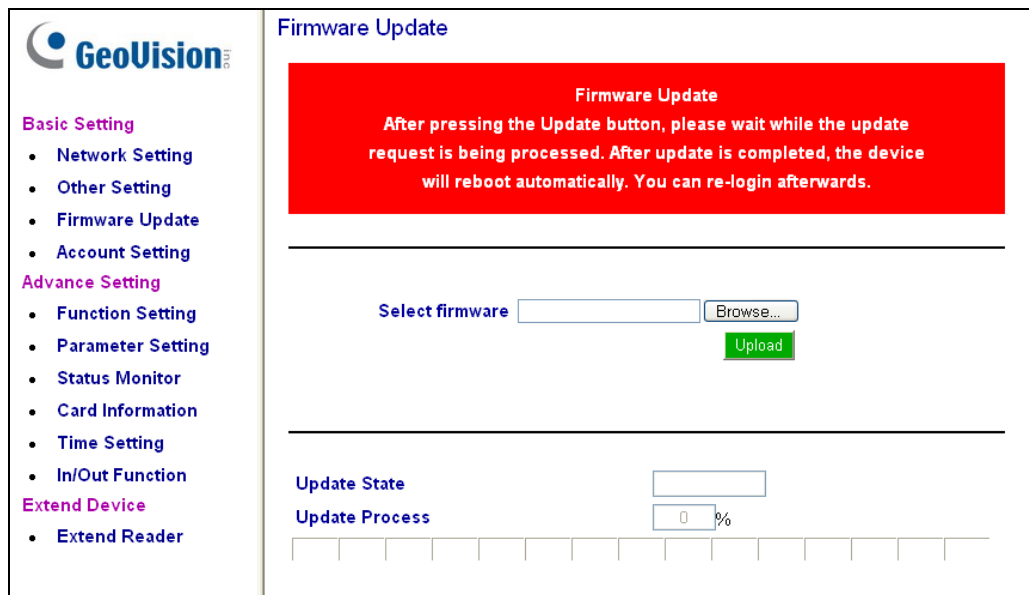 GeoVision inc
Basic Setting
Network Setting
Other Setting
Firmware Update
Account Setting
Advance Setting
Function Setting
Parameter Setting
Status Monitor
Card Information
Time Setting
In/Out Function
Extend Device
Extend Reader
Firmware Update
Firmware Update
After pressing the Update button, please wait while the update
request is being processed. After update is completed, the device
will reboot automatically. You can re-login afterwards.
Select firmware Browse...
Upload
Update State
Update Process 0 %